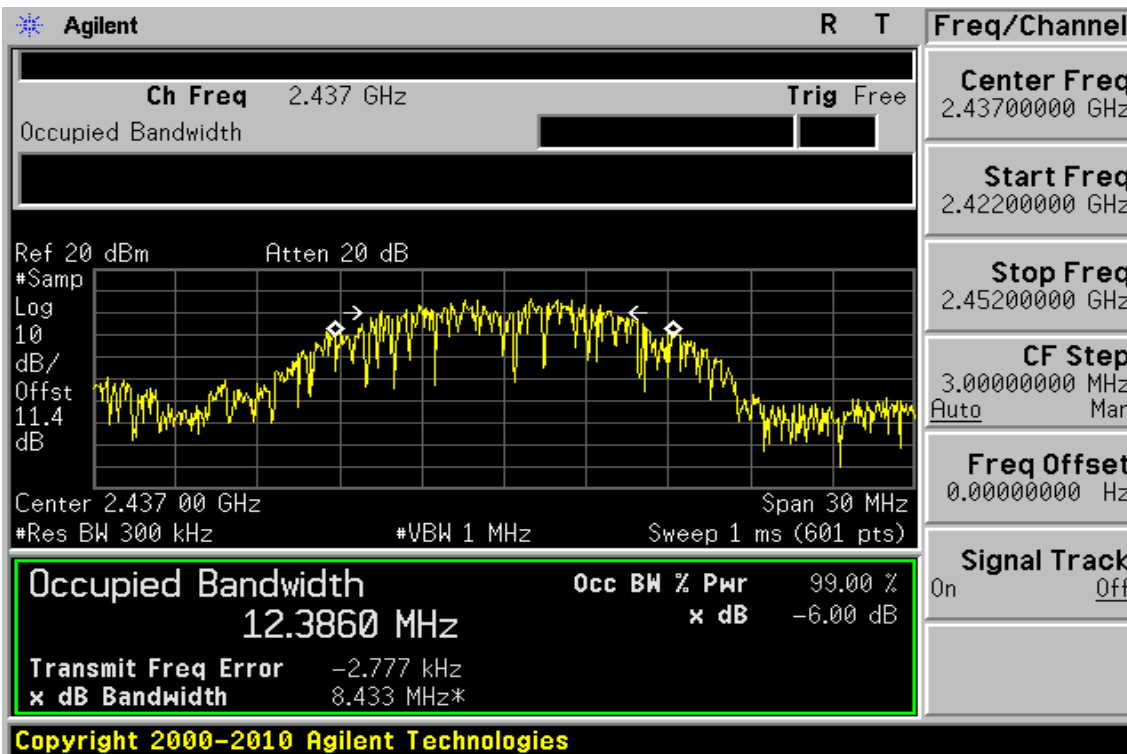 Agilent R T
Ch Freq 2.437 GHz Trig Free
Occupied Bandwidth
Ref 20 dBm Atten 20 dB
#Samp
Log
10
dB/
Offst
11.4
dB
Center 2.437 00 GHz Span 30 MHz
#Res BW 300 kHz #VBW 1 MHz Sweep 1 ms (601 pts)
Occupied Bandwidth
12.3860 MHz
Occ BW % Pwr 99.00 %
x dB -6.00 dB
Transmit Freq Error -2.777 kHz
x dB Bandwidth 8.433 MHz*
Copyright 2000-2010 Agilent Technologies
Freq/Channel
Center Freq
2.43700000 GHz
Start Freq
2.42200000 GHz
Stop Freq
2.45200000 GHz
CF Step
3.00000000 MHz
Auto Man
Freq Offset
0.00000000 Hz
Signal Track
On Off